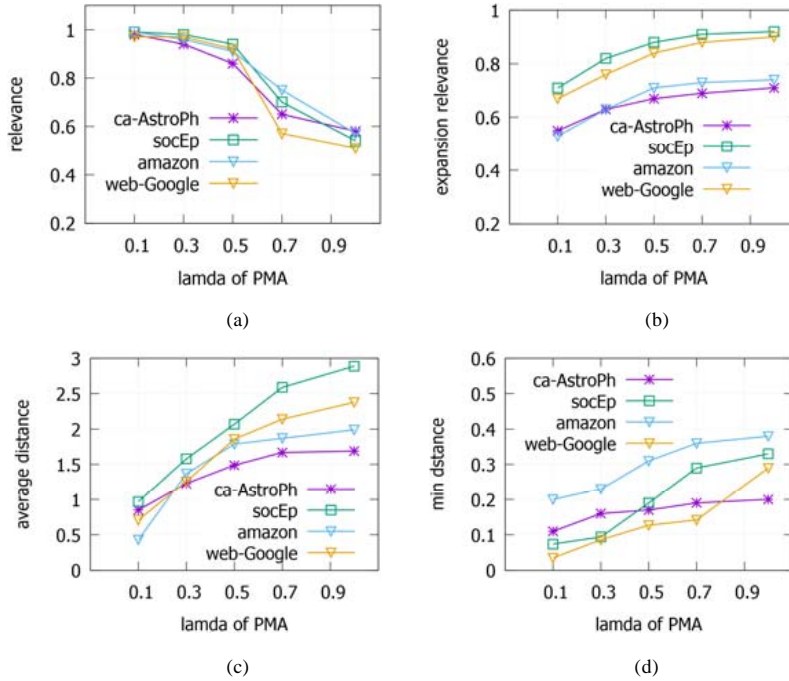 1
0.8
0.6
0.4
0.2
relevance
ca-AstroPh
socEp
amazon
web-Google
0.1 0.3 0.5 0.7 0.9
lamda of PMA
(a)
1
0.8
0.6
0.4
0.2
expansion relevance
ca-AstroPh
socEp
amazon
web-Google
0.1 0.3 0.5 0.7 0.9
lamda of PMA
(b)
3
2.5
2
1.5
1
0.5
0
average distance
ca-AstroPh
socEp
amazon
web-Google
0.1 0.3 0.5 0.7 0.9
lamda of PMA
(c)
0.6
0.5
0.4
0.3
0.2
0.1
0
min dstance
ca-AstroPh
socEp
amazon
web-Google
0.1 0.3 0.5 0.7 0.9
lamda of PMA
(d)